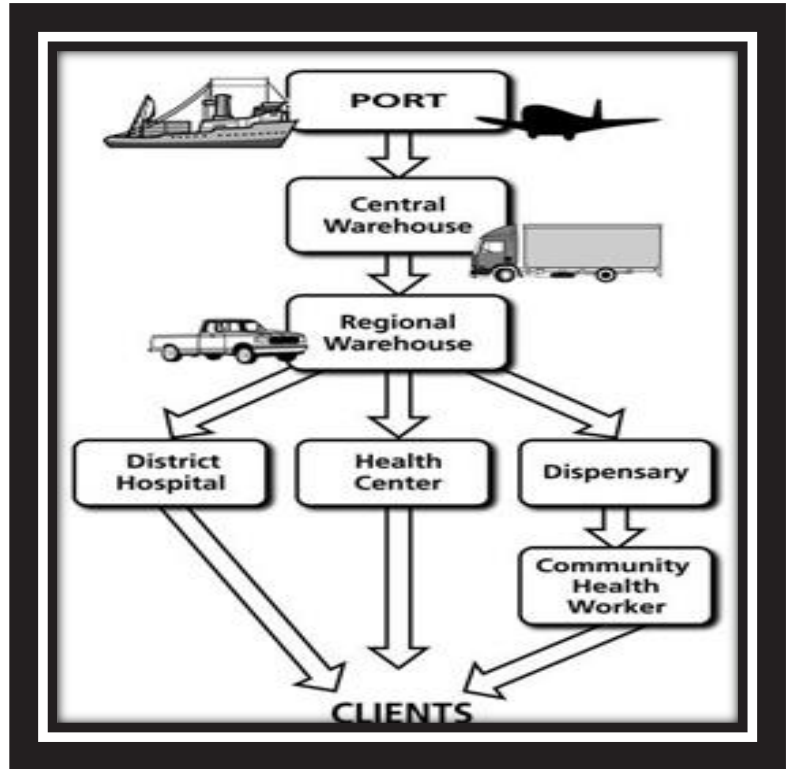 PORT
Central
Warehouse
Regional
Warehouse
District
Hospital
Health
Center
Dispensary
Community
Health
Worker
CLIENTS